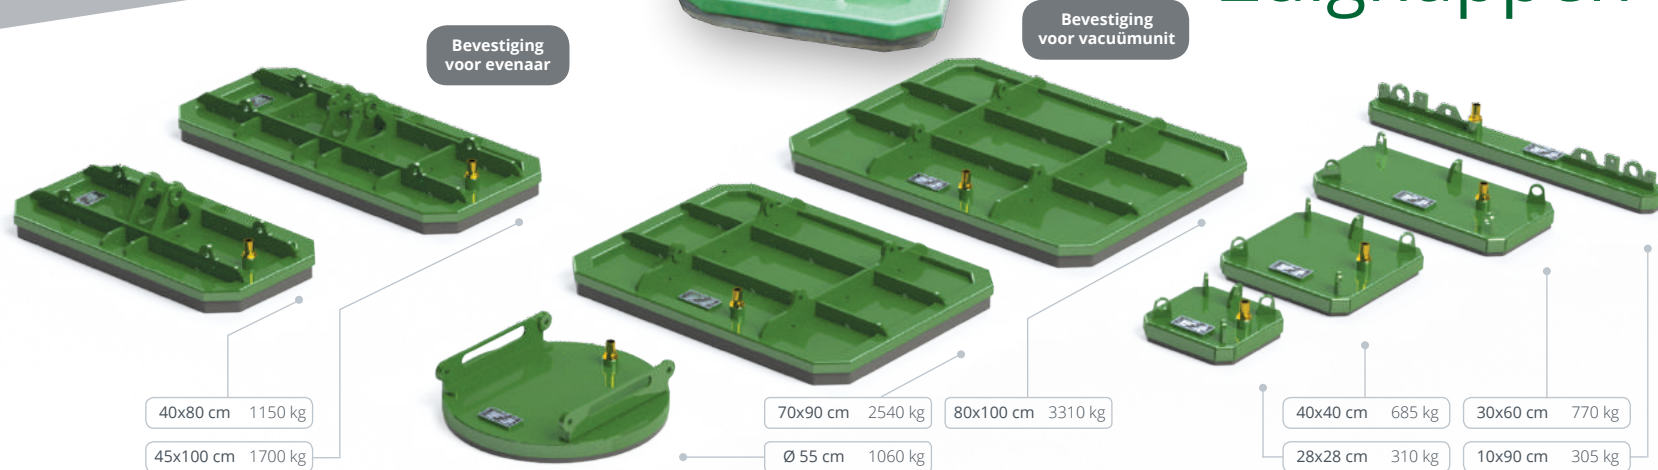 Zuignappen
Bevestiging
voor evenaar
Bevestiging
voor vacuümunit
40x80 cm 1150 kg
45x100 cm 1700 kg
70x90 cm 2540 kg
Ø 55 cm 1060 kg
80x100 cm 3310 kg
40x40 cm 685 kg
28x28 cm 310 kg
30x60 cm 770 kg
10x90 cm 305 kg